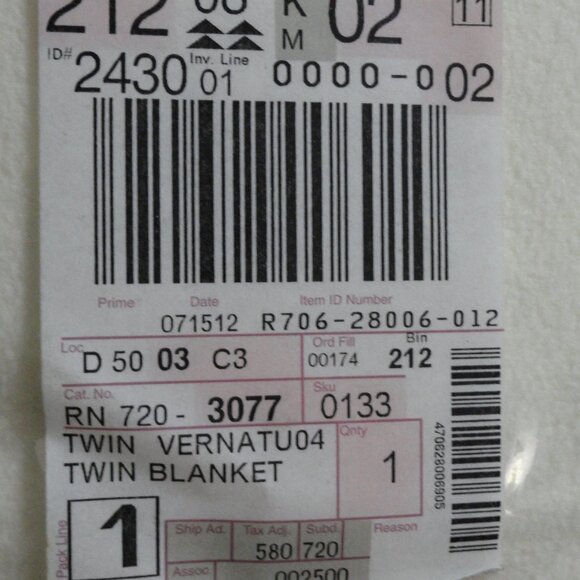 212 08 K 02 11
M
ID# 2430 Inv. Line 01 0000-0 02
Prime Date Item ID Number
071512 R706-28006-012
Loc Ord Fill Bin
D 50 03 C3 00174 212
Cat. No. Sku
RN 720 - 3077 0133
TWIN VERNATU04 Qnty
TWIN BLANKET 1
470628006905
Pack Line 1 Ship Ad. Tax Adj. Subd. Reason
580 720
Assoc. 002500